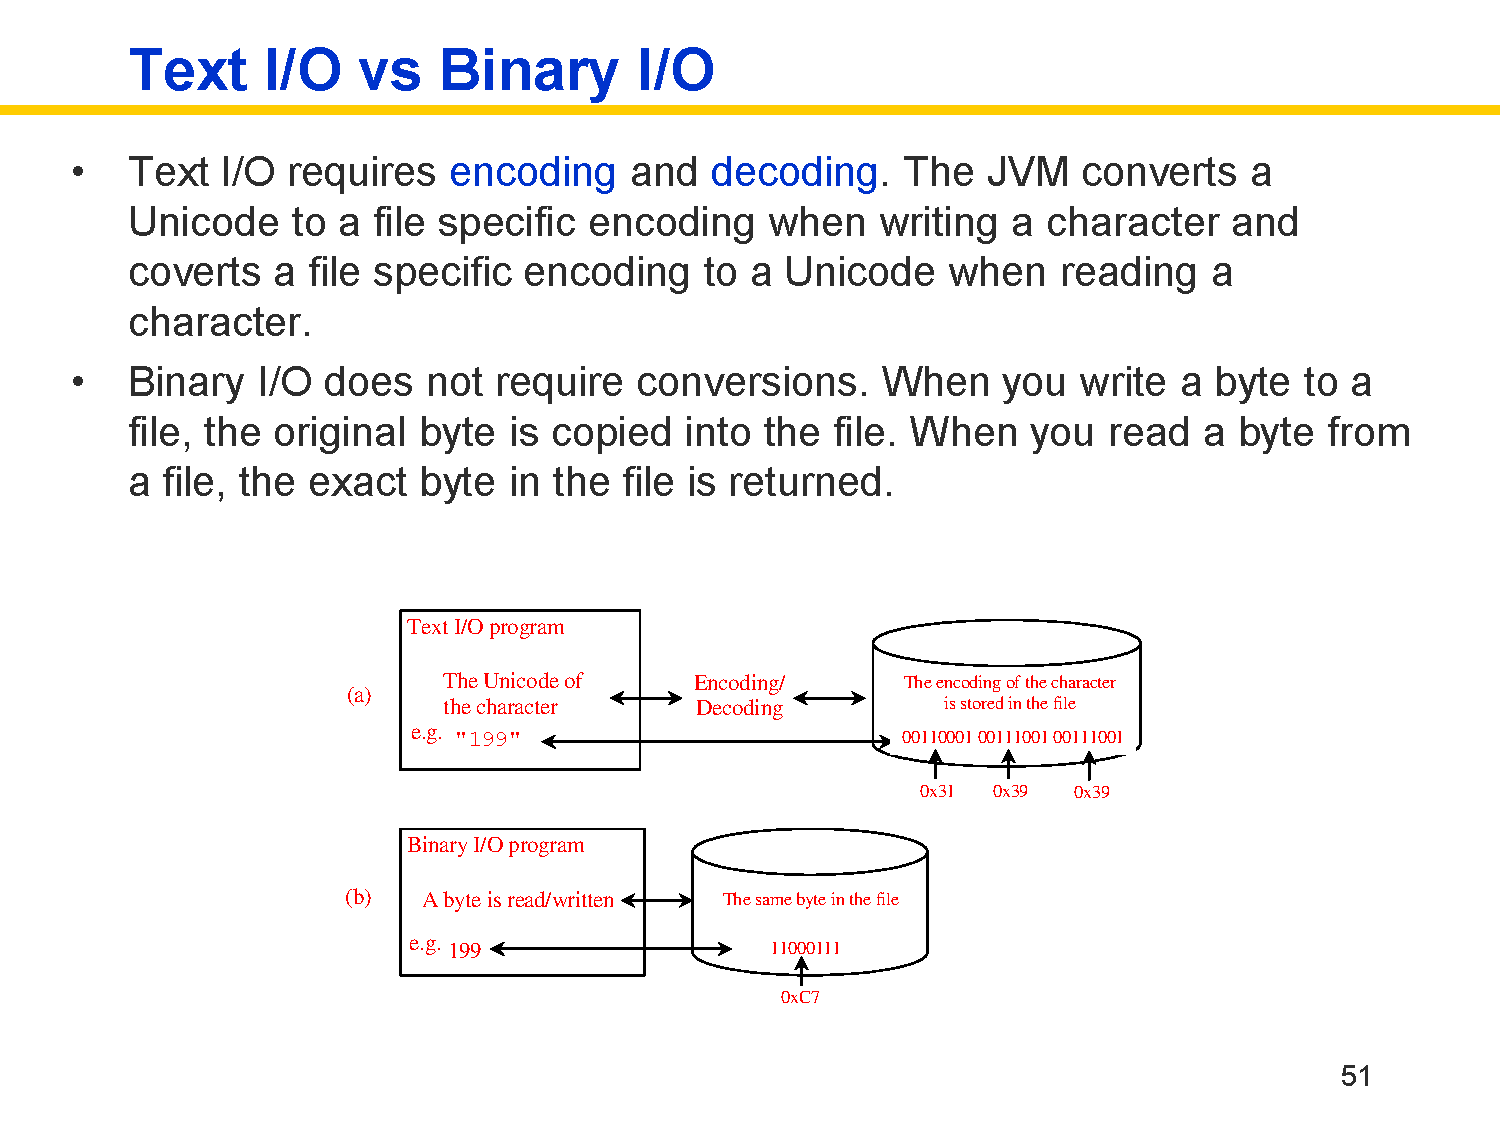 Text I/O vs Binary I/O
• Text I/O requires encoding and decoding. The JVM converts a
Unicode to a file specific encoding when writing a character and
coverts a file specific encoding to a Unicode when reading a
character.
• Binary I/O does not require conversions. When you write a byte to a
file, the original byte is copied into the file. When you read a byte from
a file, the exact byte in the file is returned.
Text I/O program
(a)
The Unicode of
the character
Encoding/
Decoding
The encoding of the character
is stored in the file
e.g. "199"
00110001 00111001 00111001
0x31 0x39 0x39
Binary I/O program
(b)
A byte is read/written
The same byte in the file
e.g. 199
11000111
0xC7
51